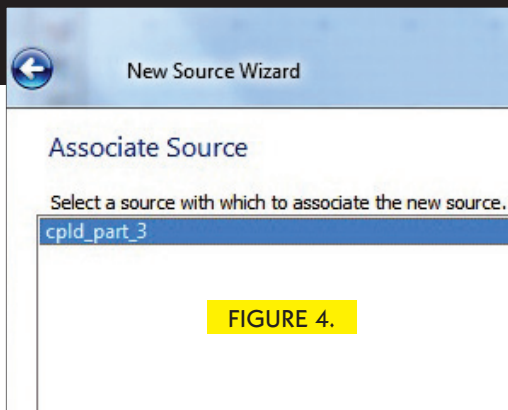 New Source Wizard
Associate Source
Select a source with which to associate the new source.
cpld_part_3
FIGURE 4.